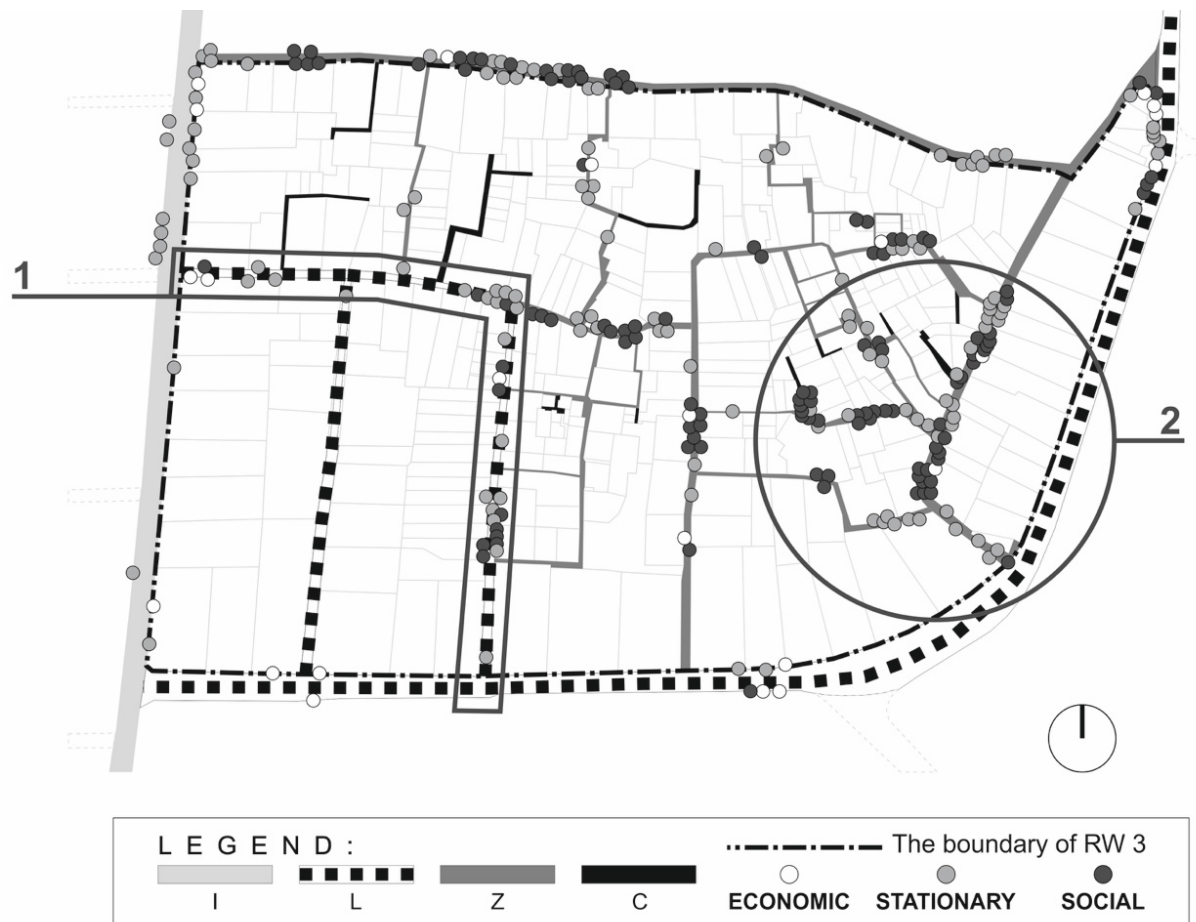 1
2
LEGEND:
The boundary of RW 3
I L Z C ECONOMIC STATIONARY SOCIAL